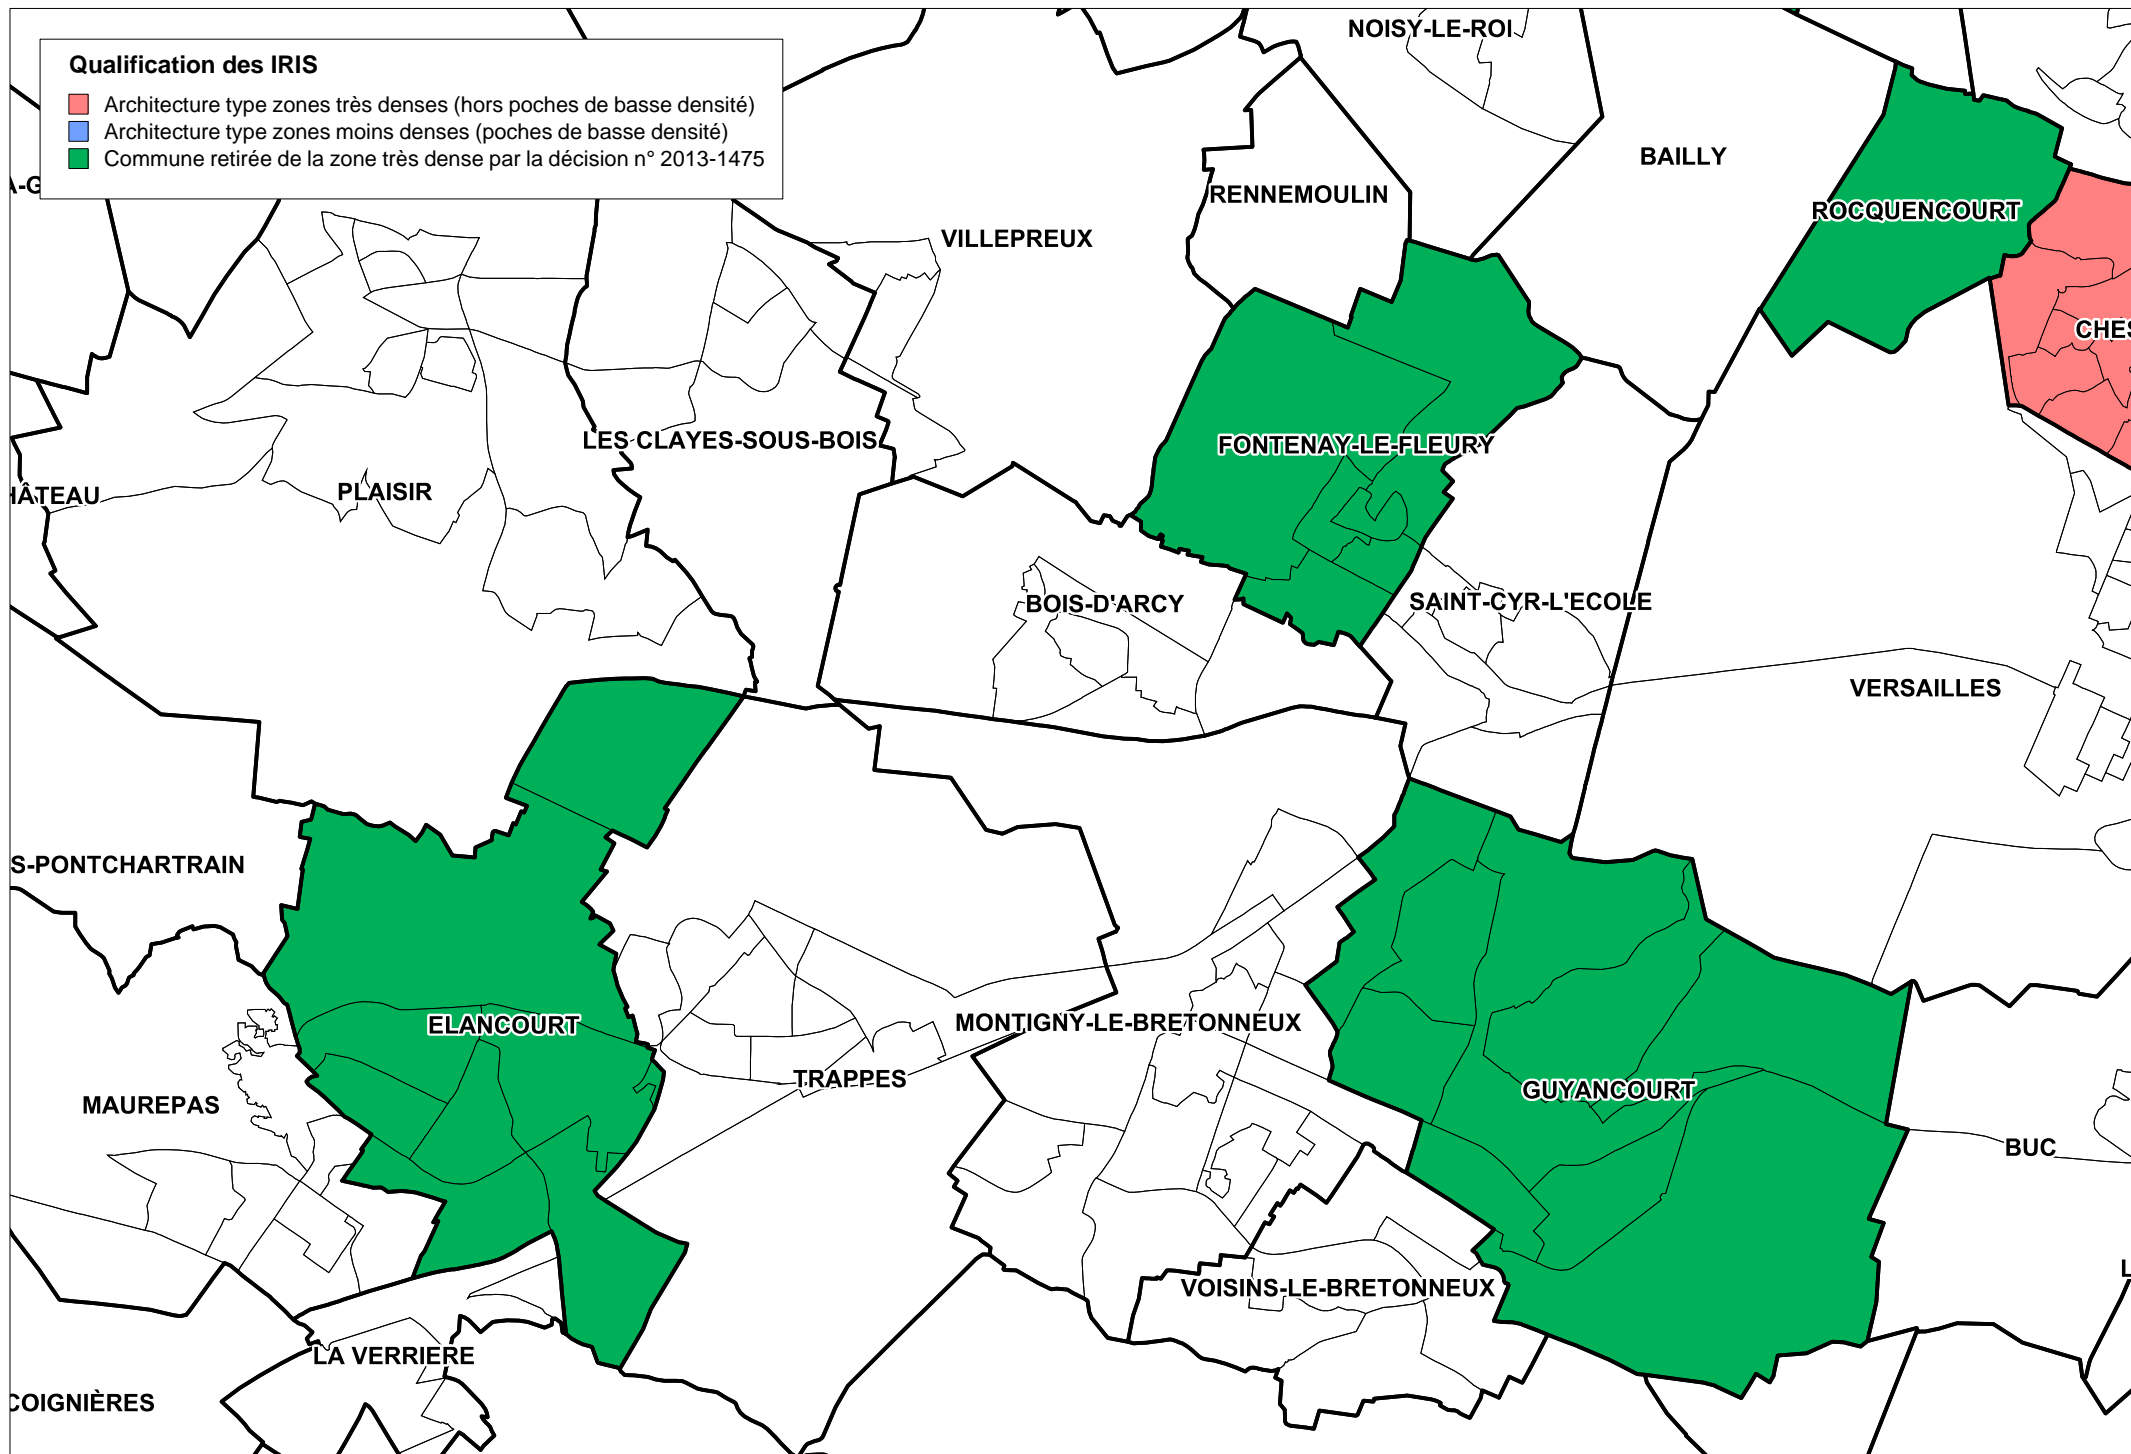 Qualification des IRIS
Architecture type zones très denses (hors poches de basse densité)
Architecture type zones moins denses (poches de basse densité)
Commune retirée de la zone très dense par la décision n° 2013-1475
NOISY-LE-ROI
BAILLY
RENNEMOULIN
ROCQUENCOURT
VILLEPREUX
CHES
LES CLAYES-SOUS-BOIS
FONTENAY-LE-FLEURY
PLAISIR
HÂTEAU
BOIS-D'ARCY
SAINT-CYR-L'ECOLE
VERSAILLES
S-PONTCHARTRAIN
ELANCOURT
MONTIGNY-LE-BRETONNEUX
TRAPPES
GUYANCOURT
MAUREPAS
BUC
VOISINS-LE-BRETONNEUX
LA VERRIERE
COIGNIÈRES